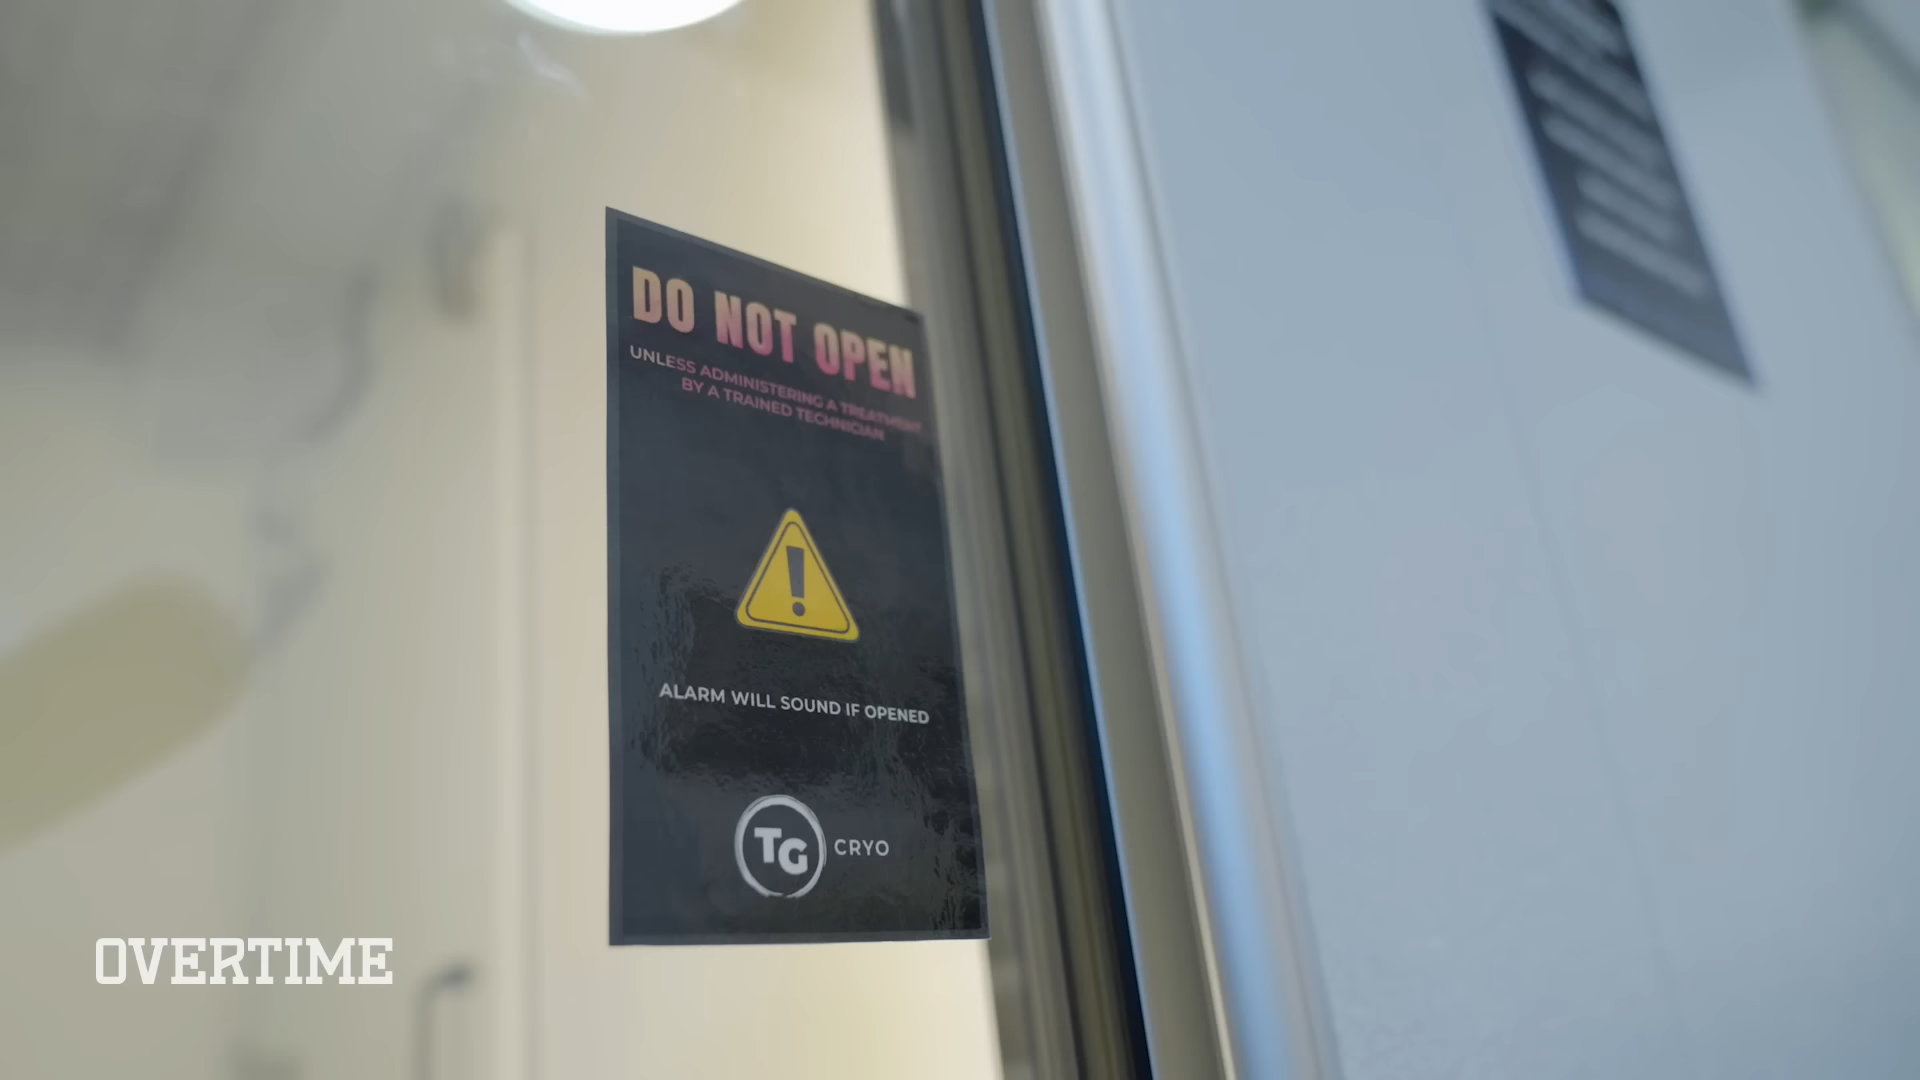 DO NOT OPEN
UNLESS ADMINISTERING A TREATMENT
BY A TRAINED TECHNICIAN
ALARM WILL SOUND IF OPENED
TG CRYO
OVERTIME